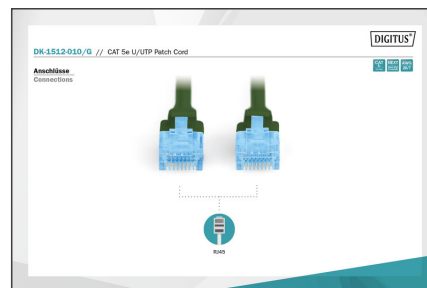 DIGITUS®
DK-1512-010/G // CAT 5e U/UTP Patch Cord
Anschlüsse
Connections
RJ45